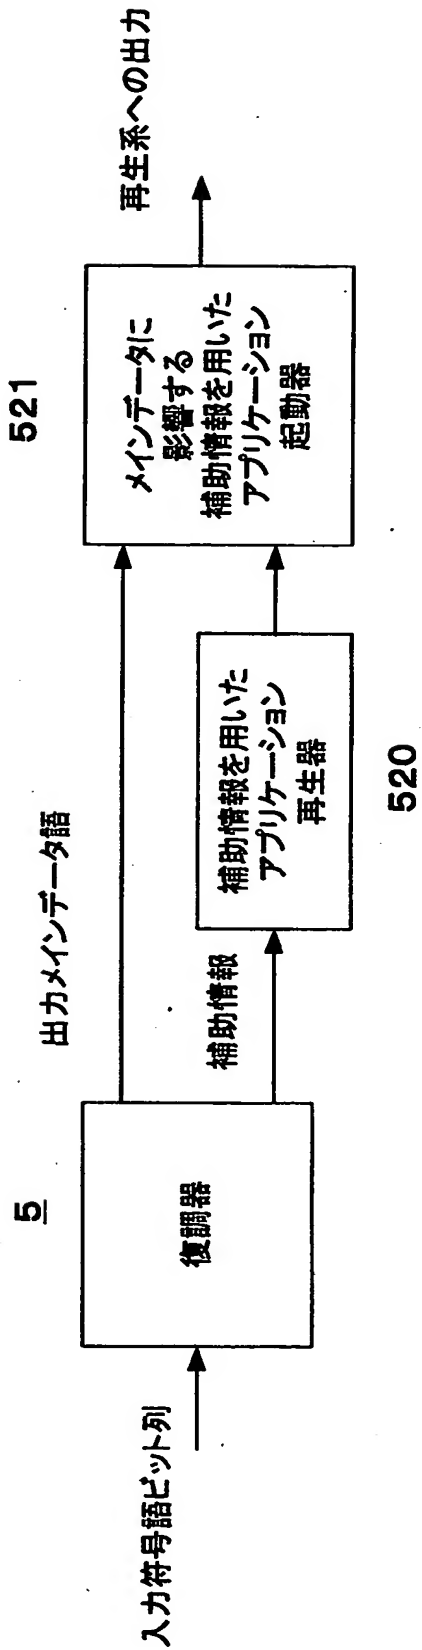 入力符号語ビット列
5
復調器
出力メインデータ語
補助情報
補助情報を用いた
アプリケーション
再生器
520
521
メインデータに
影響する
補助情報を用いた
アプリケーション
起動器
再生系への出力